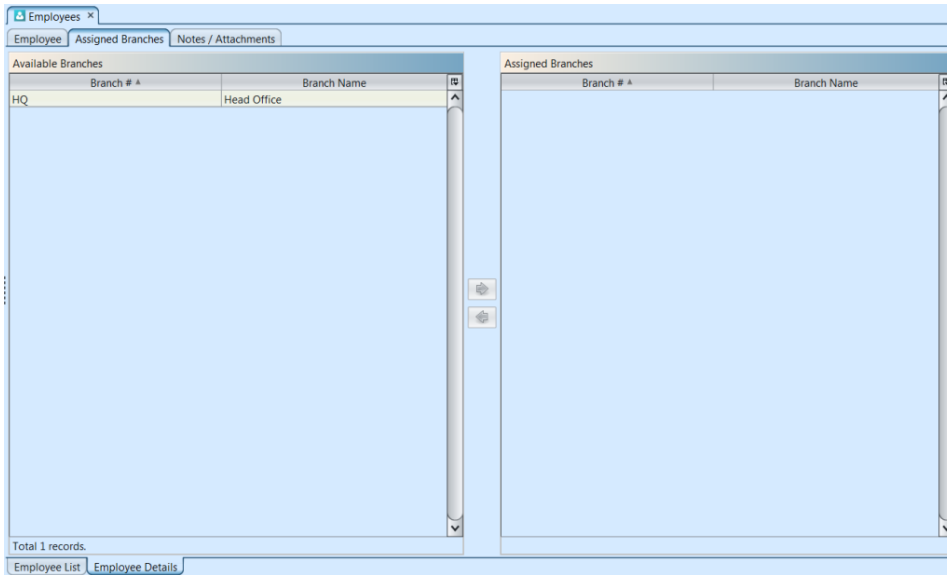 Employees ×
Employee Assigned Branches Notes / Attachments
Available Branches
Branch # Branch Name
HQ Head Office
Total 1 records.
Assigned Branches
Branch # Branch Name
Employee List Employee Details